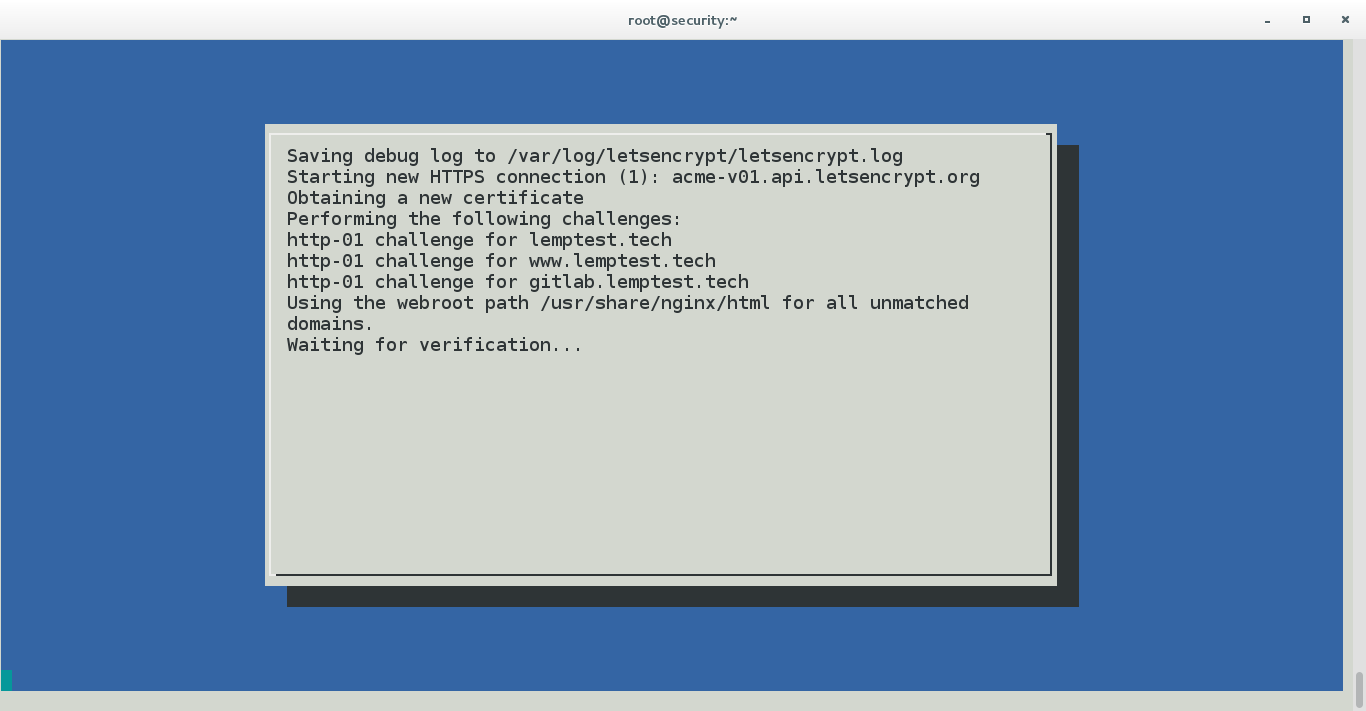 root@security:~
Saving debug log to /var/log/letsencrypt/letsencrypt.log
Starting new HTTPS connection (1): acme-v01.api.letsencrypt.org
Obtaining a new certificate
Performing the following challenges:
http-01 challenge for lemptest.tech
http-01 challenge for www.lemptest.tech
http-01 challenge for gitlab.lemptest.tech
Using the webroot path /usr/share/nginx/html for all unmatched
domains.
Waiting for verification...